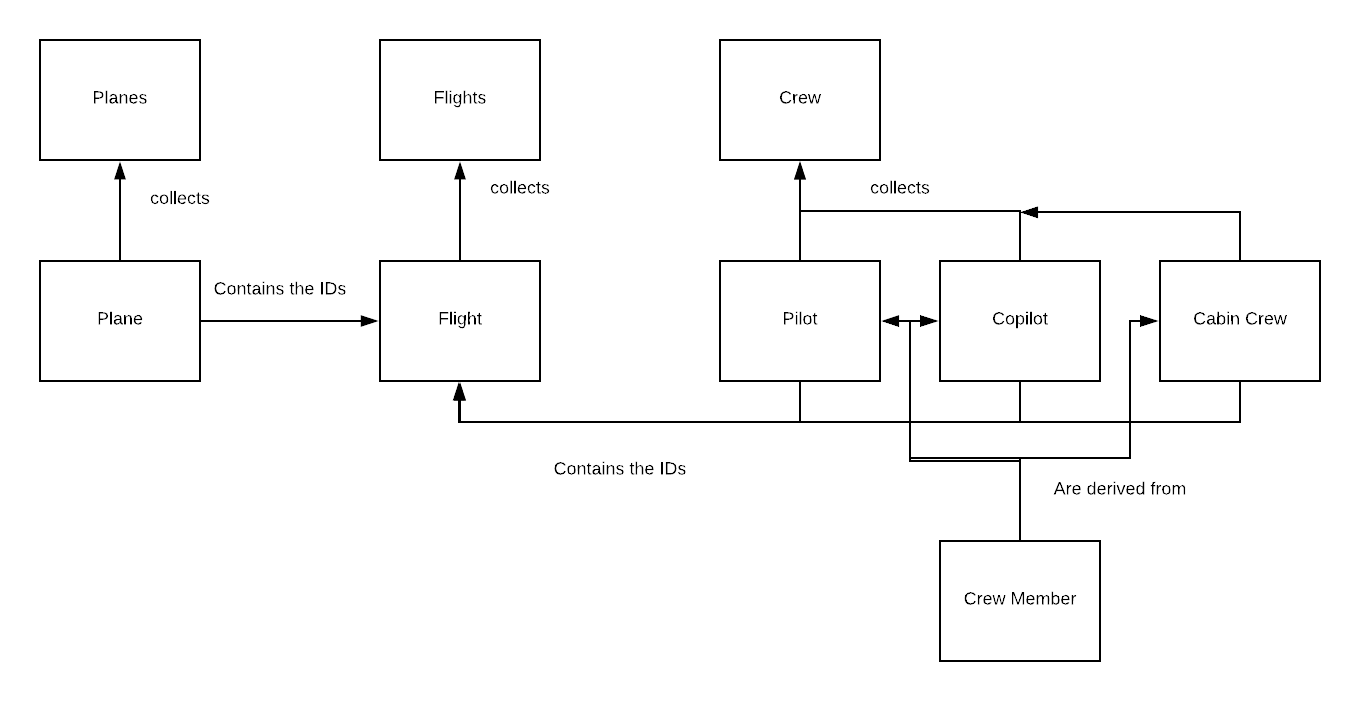 Planes
Flights
Crew
collects
collects
collects
Contains the IDs
Plane
Flight
Pilot
Copilot
Cabin Crew
Contains the IDs
Are derived from
Crew Member